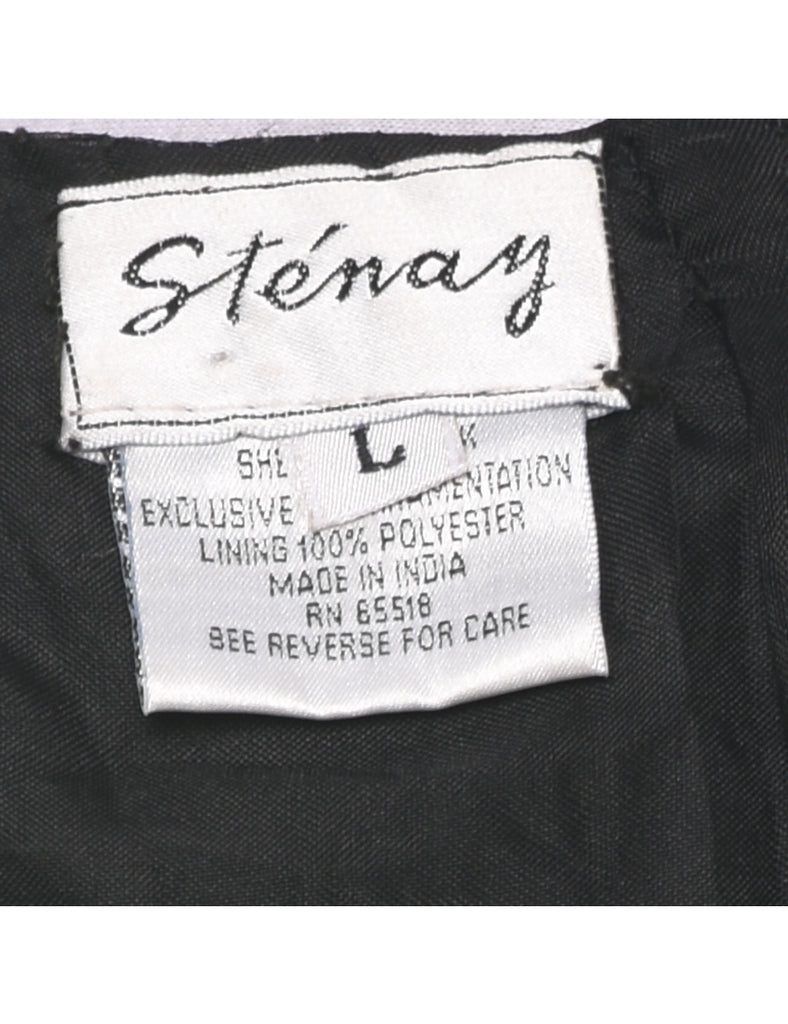 Sténay
L
EXCLUSIVE
LINING 100% POLYESTER
MADE IN INDIA
RN 65518
SEE REVERSE FOR CARE